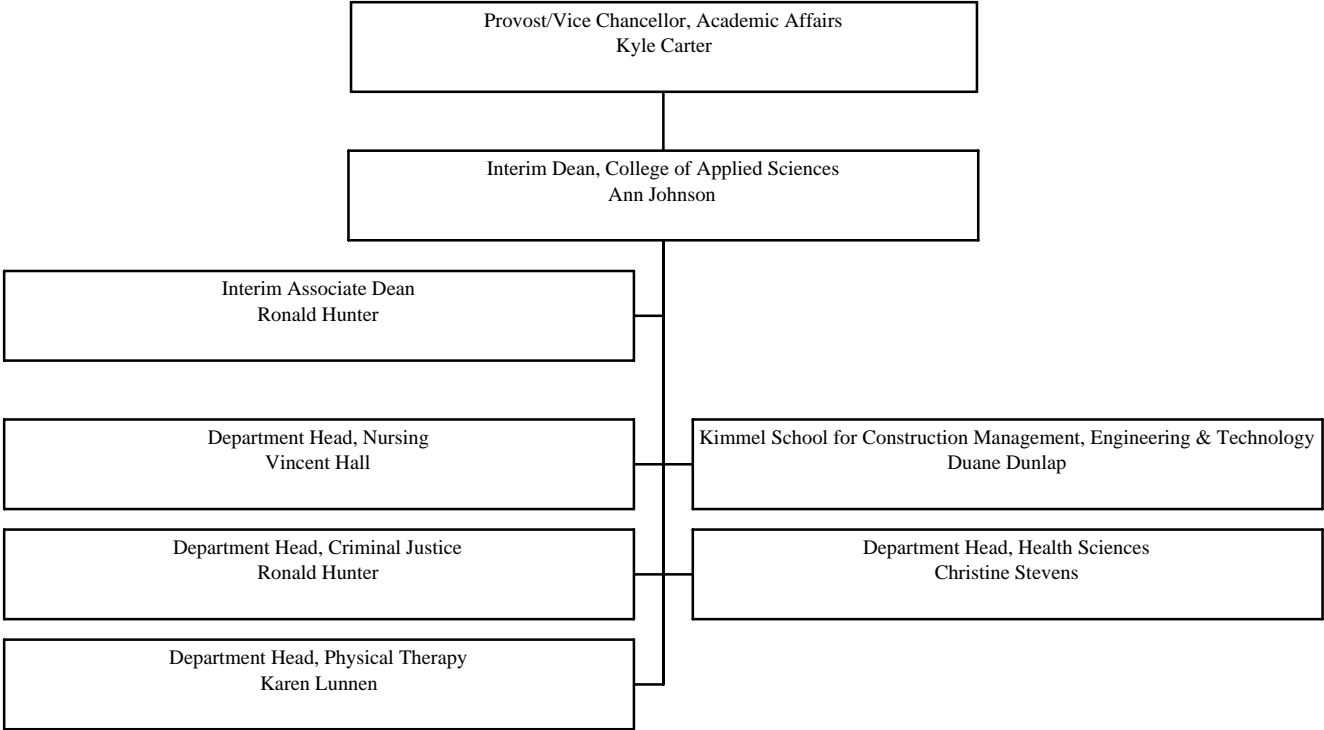 Provost/Vice Chancellor, Academic Affairs
Kyle Carter
Interim Dean, College of Applied Sciences
Ann Johnson
Interim Associate Dean
Ronald Hunter
Department Head, Nursing
Vincent Hall
Kimmel School for Construction Management, Engineering & Technology
Duane Dunlap
Department Head, Criminal Justice
Ronald Hunter
Department Head, Health Sciences
Christine Stevens
Department Head, Physical Therapy
Karen Lunnen